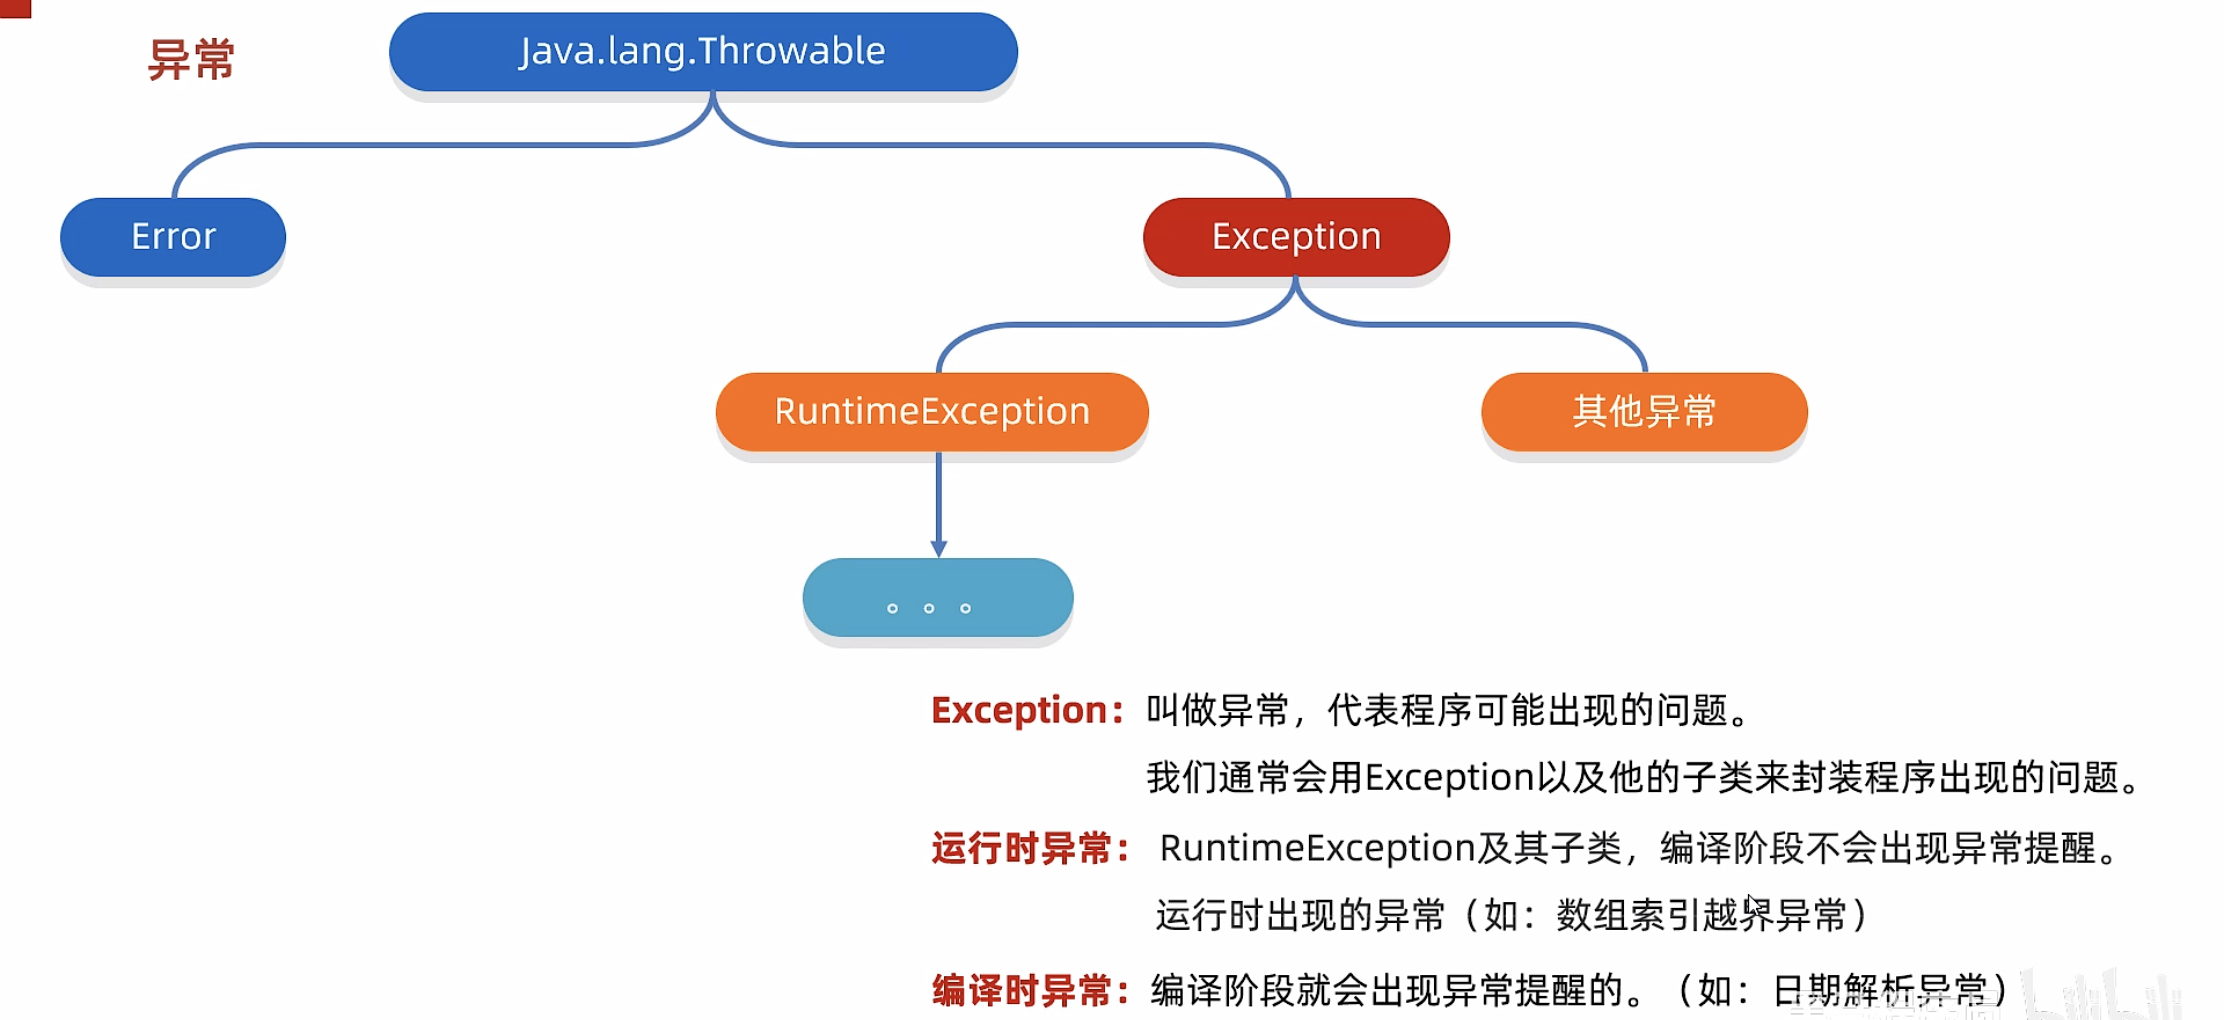 异常
Java.lang.Throwable
Error
Exception
RuntimeException
其他异常
。。。
Exception：叫做异常，代表程序可能出现的问题。
我们通常会用Exception以及他的子类来封装程序出现的问题。
运行时异常：RuntimeException及其子类，编译阶段不会出现异常提醒。
运行时出现的异常（如：数组索引越界异常）
编译时异常：编译阶段就会出现异常提醒的。（如：日期解析异常）